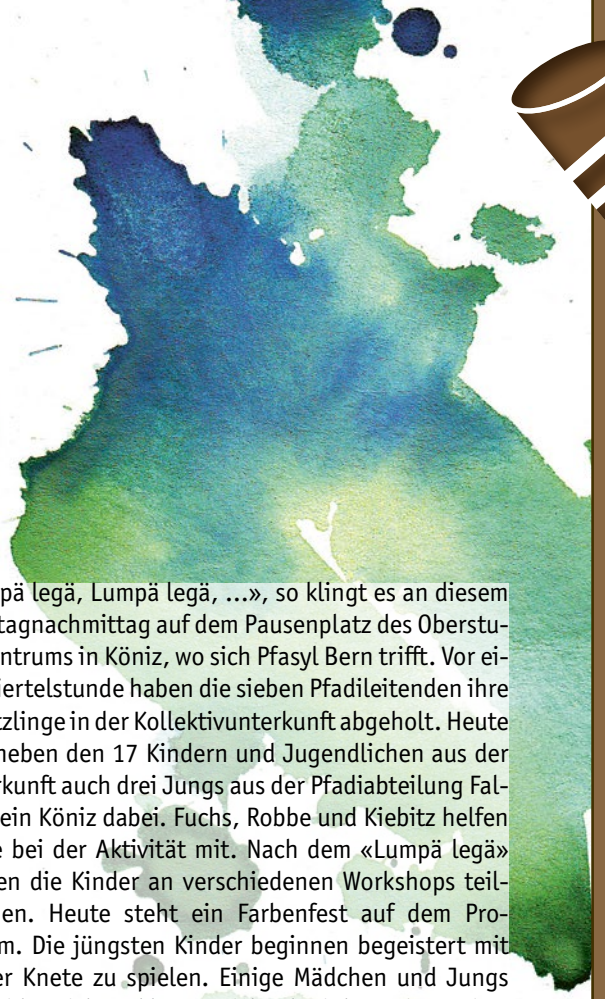 pä legä, Lumpä legä, …», so klingt es an diesem
tagnachmittag auf dem Pausenplatz des Oberstu-
ntrums in Köniz, wo sich Pfasyl Bern trifft. Vor ei-
iertelstunde haben die sieben Pfadileitenden ihre
tzlinge in der Kollektivunterkunft abgeholt. Heute
neben den 17 Kindern und Jugendlichen aus der
rkunft auch drei Jungs aus der Pfadiabteilung Fal-
ein Köniz dabei. Fuchs, Robbe und Kiebitz helfen
e bei der Aktivität mit. Nach dem «Lumpä legä»
en die Kinder an verschiedenen Workshops teil-
en. Heute steht ein Farbenfest auf dem Pro-
m. Die jüngsten Kinder beginnen begeistert mit
er Knete zu spielen. Einige Mädchen und Jungs